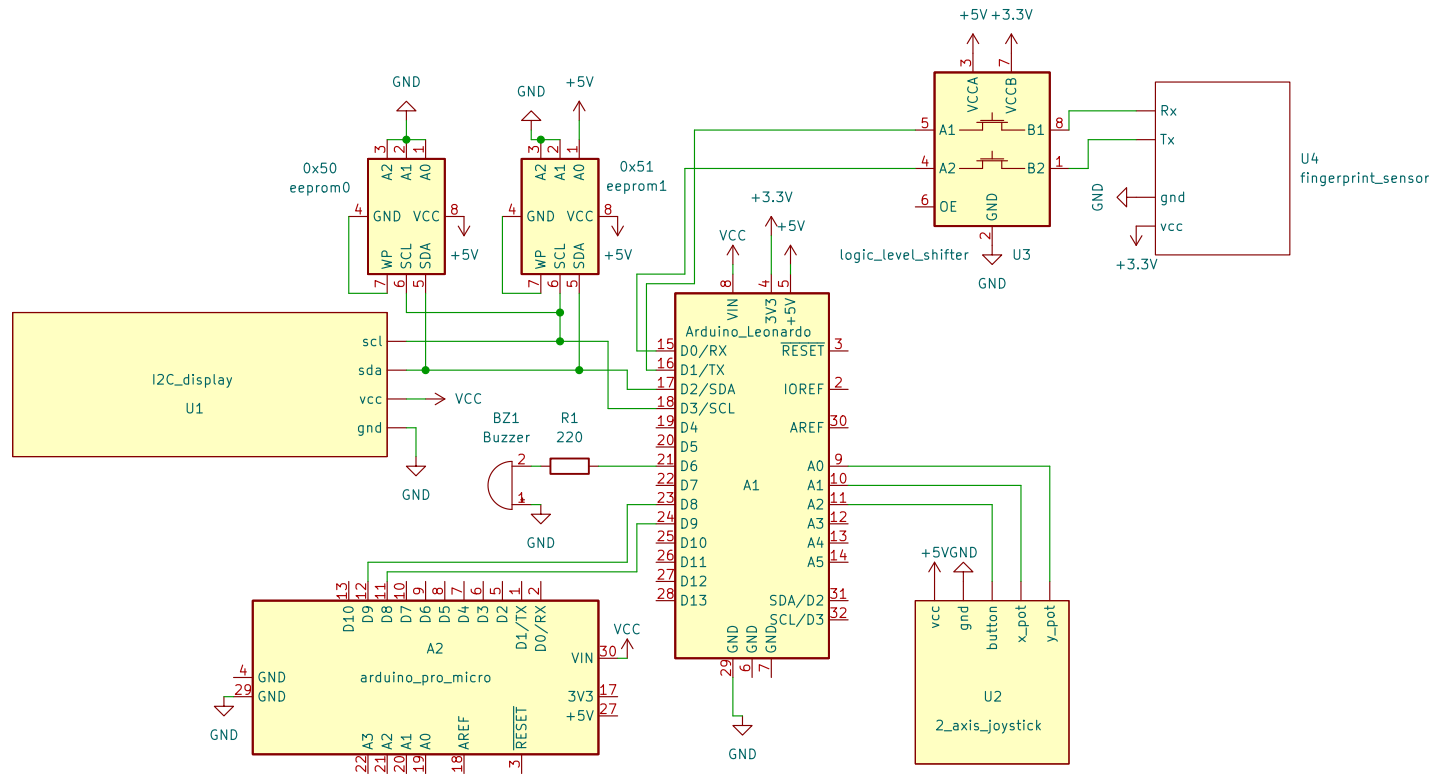 +5V +3.3V
GND
+5V
GND
3
7
VCCA
VCCB
5
A1
B1
8
4
A2
B2
1
6
OE
GND
2
logic_level_shifter
U3
GND
Rx
Tx
gnd
vcc
GND
+3.3V
U4
fingerprint_sensor
0x50
eeprom0
3
2
1
A2
A1
A0
4
GND
VCC
8
+5V
WP
SCL
SDA
7
6
5
0x51
eeprom1
3
2
1
A2
A1
A0
4
GND
VCC
8
+5V
WP
SCL
SDA
7
6
5
I2C_display
U1
scl
sda
vcc
gnd
VCC
GND
BZ1
Buzzer
2
1
R1
220
GND
VCC
+3.3V
+5V
8
4
5
VIN
3V3
+5V
Arduino_Leonardo
15
D0/RX
RESET
3
16
D1/TX
17
D2/SDA
IOREF
2
18
D3/SCL
19
D4
AREF
30
20
D5
21
D6
A0
9
22
D7
A1
A1
10
23
D8
A2
11
24
D9
A3
12
25
D10
A4
13
26
D11
A5
14
27
D12
28
D13
SDA/D2
31
SCL/D3
32
GND
GND
GND
29
6
7
GND
13
12
11
10
9
8
7
6
5
1
2
D10
D9
D8
D7
D6
D5
D4
D3
D2
D1/TX
D0/RX
A2
arduino_pro_micro
VCC
VIN
30
4
GND
29
GND
GND
3V3
17
+5V
27
A3
A2
A1
A0
AREF
RESET
22
21
20
19
18
3
+5V GND
vcc
gnd
button
x_pot
y_pot
U2
2_axis_joystick